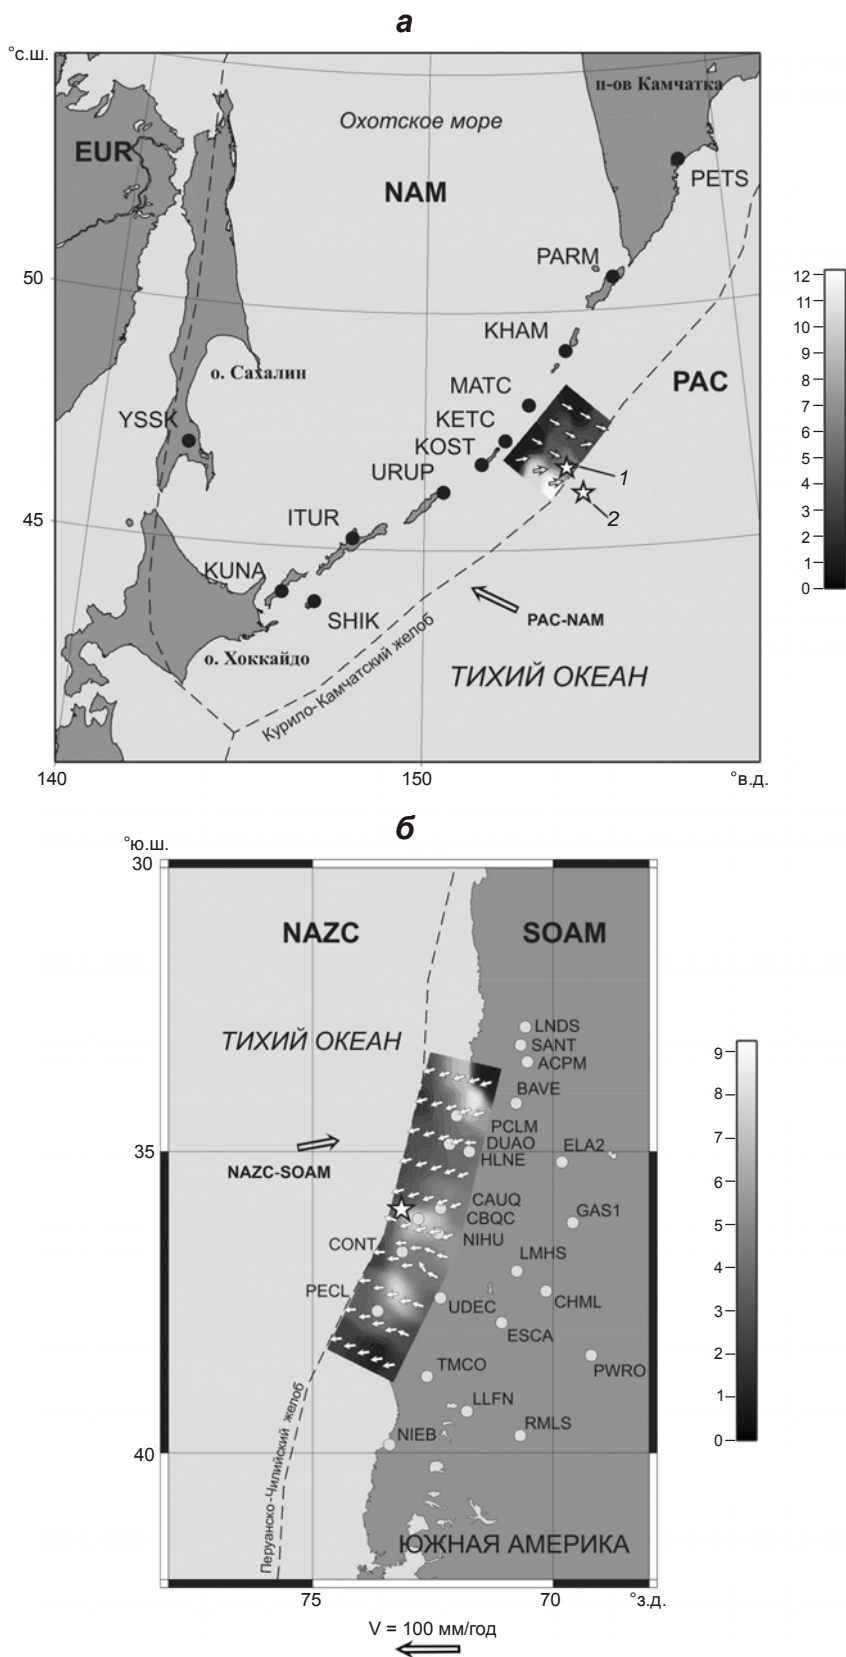 а
°с.ш.
п-ов Камчатка
Охотское море
EUR
NAM
PETS
PARM
50
12
11
10
9
8
7
6
5
4
3
2
1
0
KHAM
о. Сахалин
PAC
MATC
YSSK
KETC
KOST
URUP
1
2
45
ITUR
KUNA
SHIK
PAC-NAM
о. Хоккайдо
Курило-Камчатский желоб
ТИХИЙ ОКЕАН
140
150
°в.д.
б
°ю.ш.
30
NAZC
SOAM
LNDS
ТИХИЙ ОКЕАН
SANT
ACPM
9
8
7
6
5
4
3
2
1
0
BAVE
PCLM
DUAO
ELA2
35
HLNE
NAZC-SOAM
CAUQ
GAS1
CBQC
NIHU
CONT
LMHS
PECL
CHML
UDEC
ESCA
TMCO
PWRO
LLFN
RMLS
NIEB
40
Перуанско-Чилийский желоб
ЮЖНАЯ АМЕРИКА
75
70
°з.д.
V = 100 мм/год